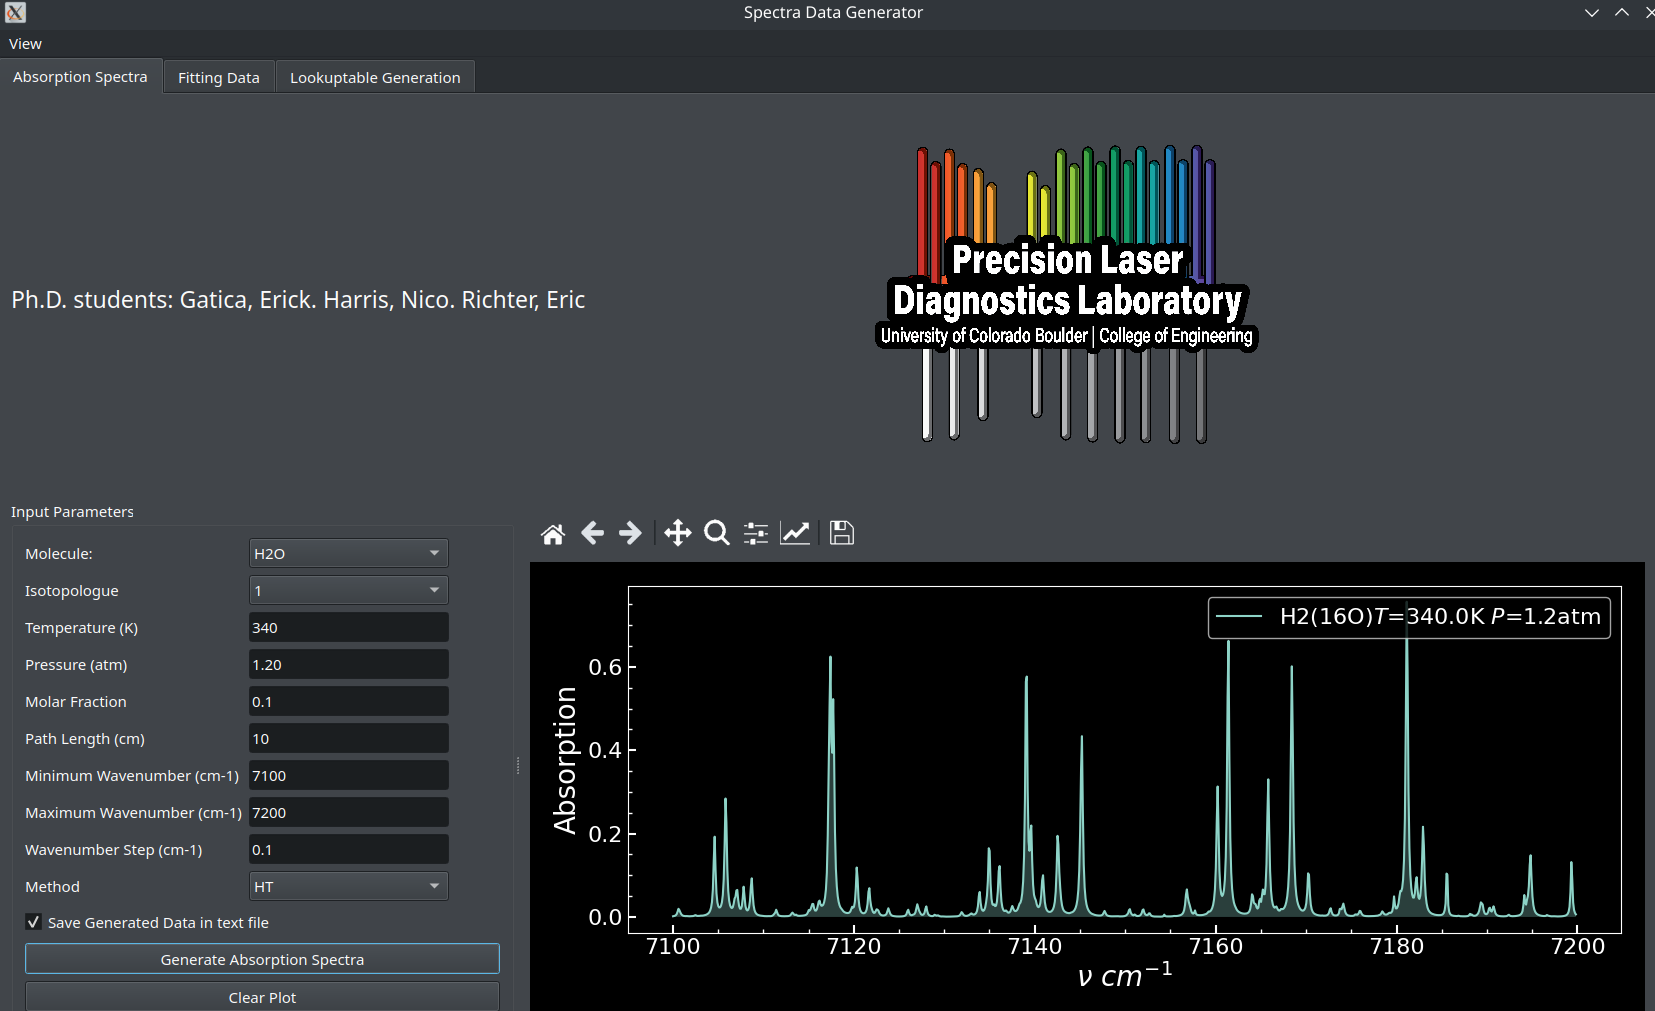 Spectra Data Generator
View
Absorption Spectra
Fitting Data
Lookuptable Generation
Precision Laser
Diagnostics Laboratory
University of Colorado Boulder | College of Engineering
Ph.D. students: Gatica, Erick. Harris, Nico. Richter, Eric
Input Parameters
Molecule: H2O
Isotopologue 1
Temperature (K) 340
Pressure (atm) 1.20
Molar Fraction 0.1
Path Length (cm) 10
Minimum Wavenumber (cm-1) 7100
Maximum Wavenumber (cm-1) 7200
Wavenumber Step (cm-1) 0.1
Method HT
Save Generated Data in text file
Generate Absorption Spectra
Clear Plot
H2(16O)T=340.0K P=1.2atm
Absorption
0.6
0.4
0.2
0.0
7100 7120 7140 7160 7180 7200
ν cm⁻¹